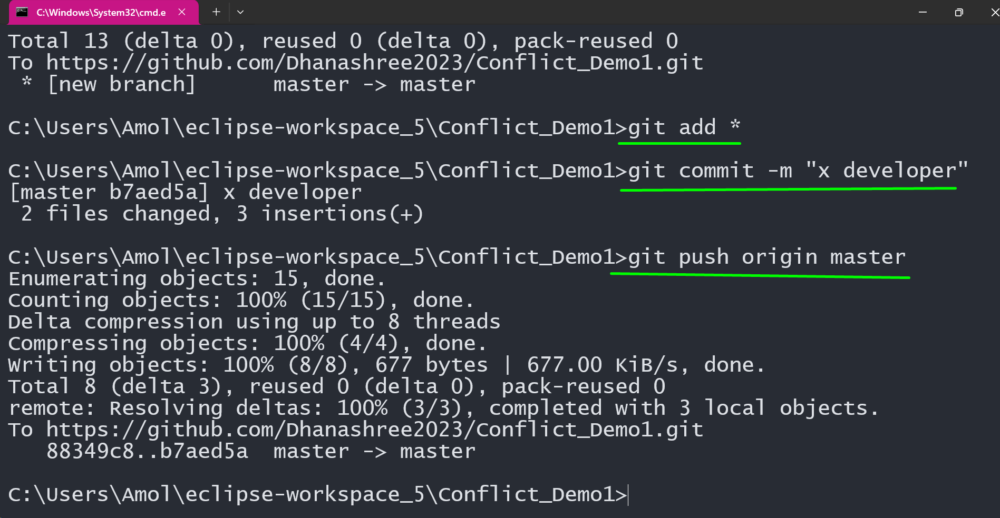 C:\Windows\System32\cmd.e
Total 13 (delta 0), reused 0 (delta 0), pack-reused 0
To https://github.com/Dhanashree2023/Conflict_Demo1.git
 * [new branch]      master -> master
C:\Users\Amol\eclipse-workspace_5\Conflict_Demo1>git add *
C:\Users\Amol\eclipse-workspace_5\Conflict_Demo1>git commit -m "x developer"
[master b7aed5a] x developer
 2 files changed, 3 insertions(+)
C:\Users\Amol\eclipse-workspace_5\Conflict_Demo1>git push origin master
Enumerating objects: 15, done.
Counting objects: 100% (15/15), done.
Delta compression using up to 8 threads
Compressing objects: 100% (4/4), done.
Writing objects: 100% (8/8), 677 bytes | 677.00 KiB/s, done.
Total 8 (delta 3), reused 0 (delta 0), pack-reused 0
remote: Resolving deltas: 100% (3/3), completed with 3 local objects.
To https://github.com/Dhanashree2023/Conflict_Demo1.git
   88349c8..b7aed5a  master -> master
C:\Users\Amol\eclipse-workspace_5\Conflict_Demo1>